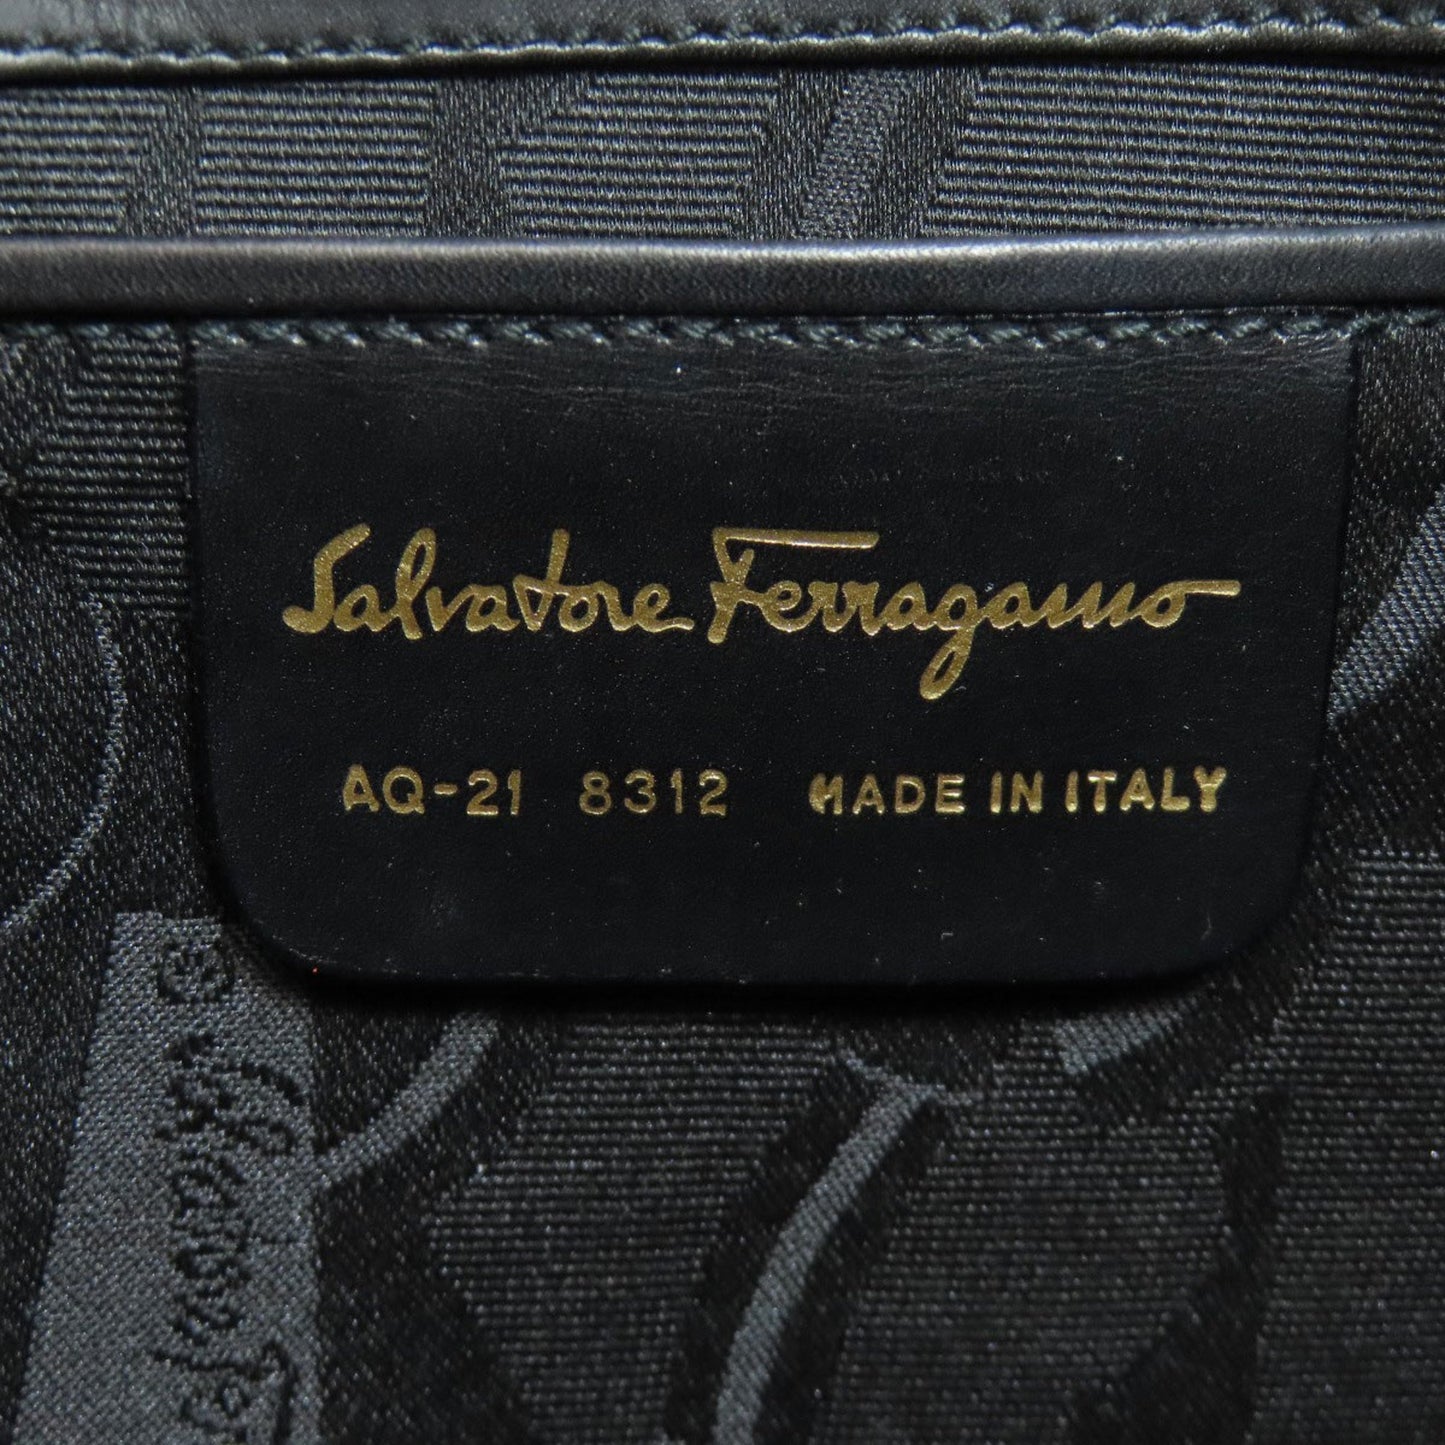 Salvatore Ferragamo
AQ-21 8312 MADE IN ITALY